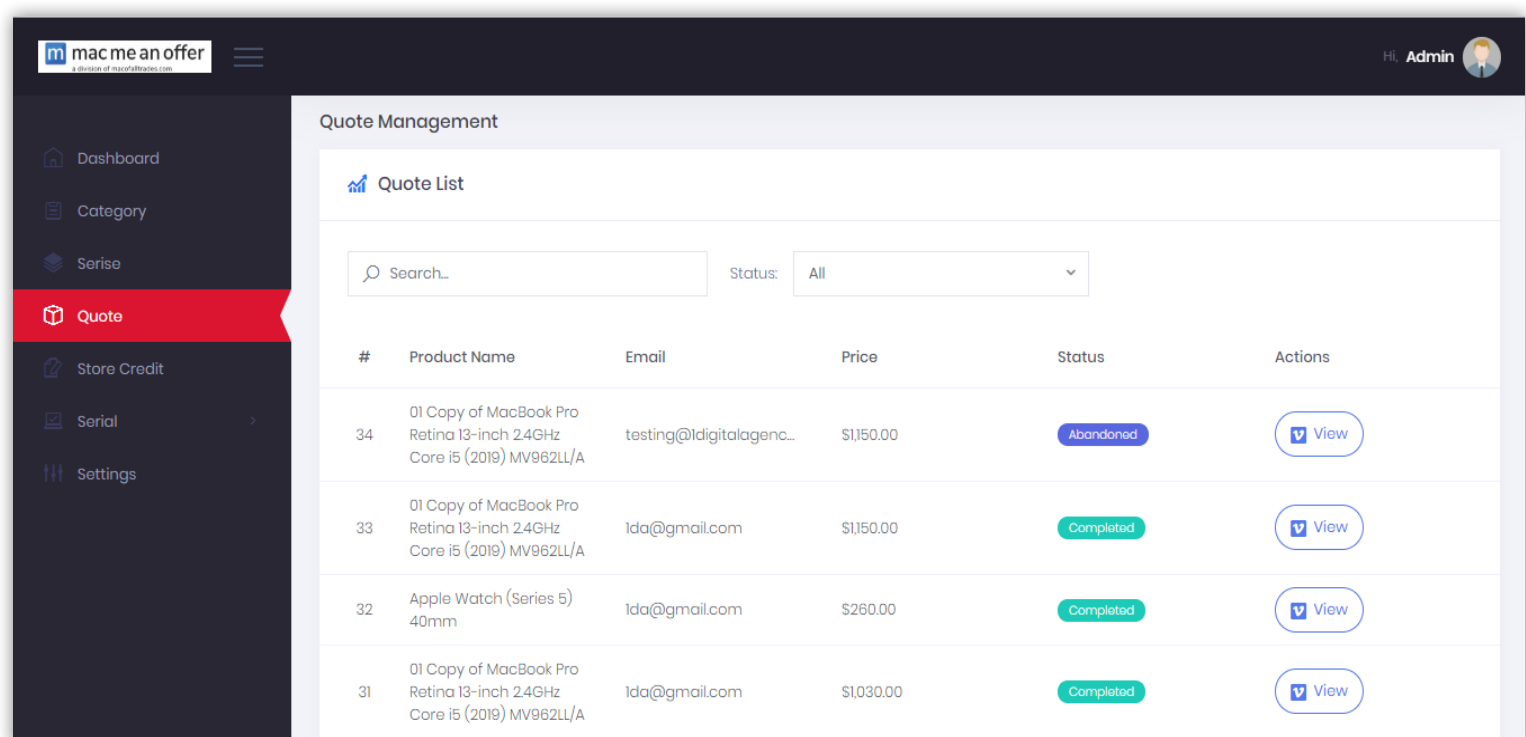 m mac me an offer
a division of macofalltrades.com
Hi, Admin
Quote Management
Dashboard
Category
Serise
Quote
Store Credit
Serial
Settings
Quote List
Search...
Status: All
# Product Name Email Price Status Actions
01 Copy of MacBook Pro
34 Retina 13-inch 2.4GHz testing@1digitalagenc... $1,150.00 Abandoned View
Core i5 (2019) MV962LL/A
01 Copy of MacBook Pro
33 Retina 13-inch 2.4GHz 1da@gmail.com $1,150.00 Completed View
Core i5 (2019) MV962LL/A
32 Apple Watch (Series 5) 1da@gmail.com $260.00 Completed View
40mm
01 Copy of MacBook Pro
31 Retina 13-inch 2.4GHz 1da@gmail.com $1,030.00 Completed View
Core i5 (2019) MV962LL/A